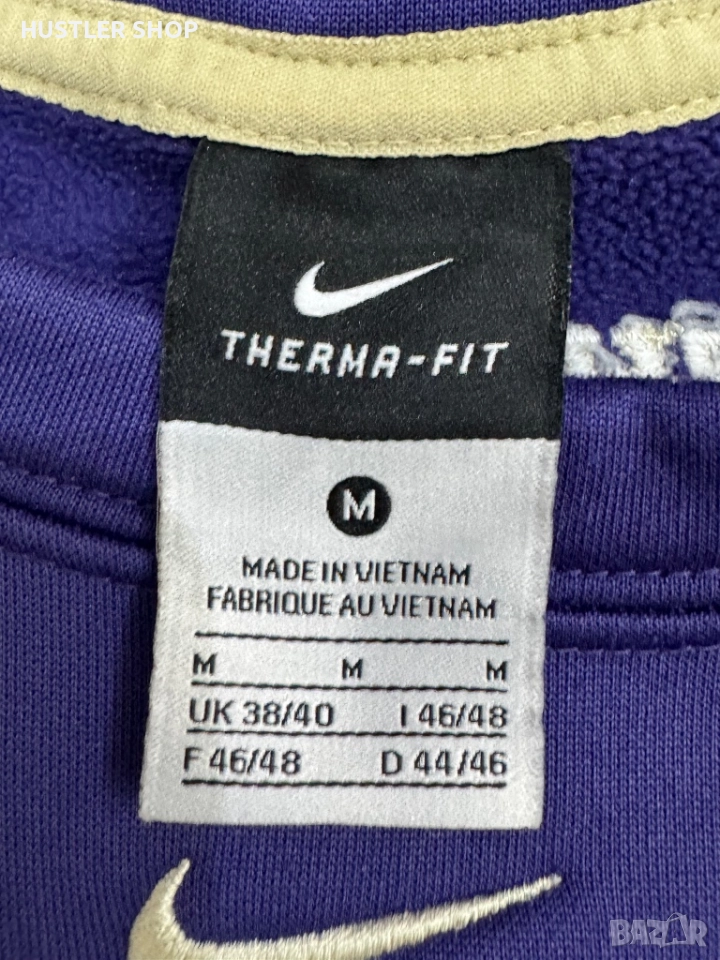 HUSTLER SHOP
THERMA-FIT
M
MADE IN VIETNAM
FABRIQUE AU VIETNAM
M M M
UK 38/40 I 46/48
F 46/48 D 44/46
BAZAR